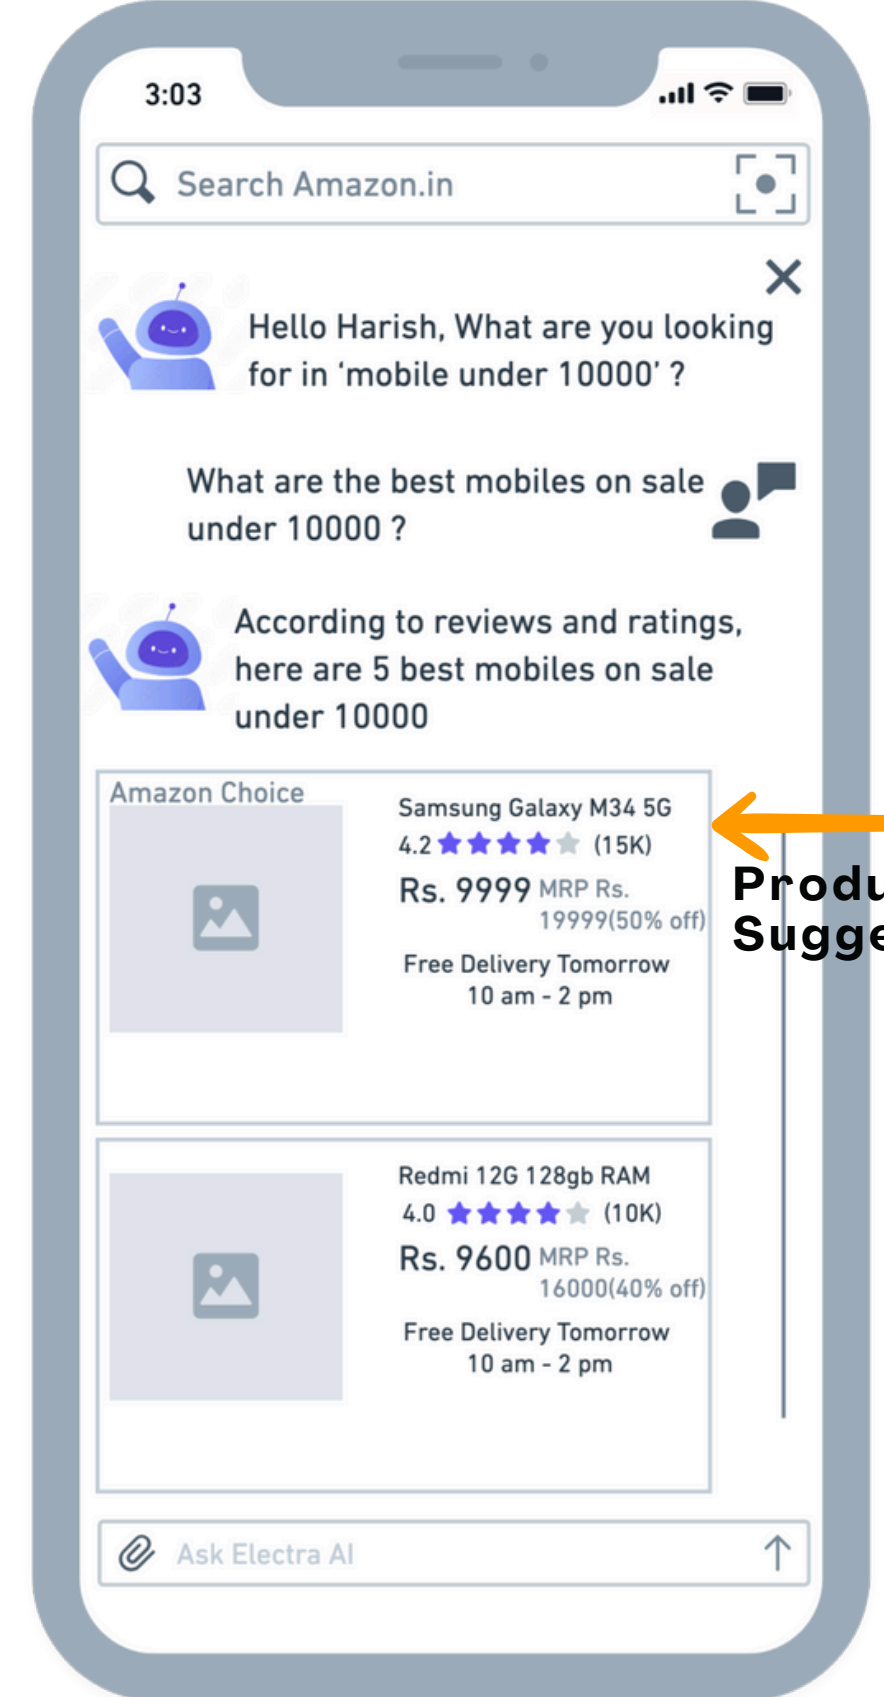 3:03
Search Amazon.in
Hello Harish, What are you looking
for in ‘mobile under 10000’ ?
What are the best mobiles on sale
under 10000 ?
According to reviews and ratings,
here are 5 best mobiles on sale
under 10000
Amazon Choice
Samsung Galaxy M34 5G
4.2 (15K)
Rs. 9999 MRP Rs.
19999(50% off)
Free Delivery Tomorrow
10 am - 2 pm
Produ
Sugge
Redmi 12G 128gb RAM
4.0 (10K)
Rs. 9600 MRP Rs.
16000(40% off)
Free Delivery Tomorrow
10 am - 2 pm
Ask Electra AI